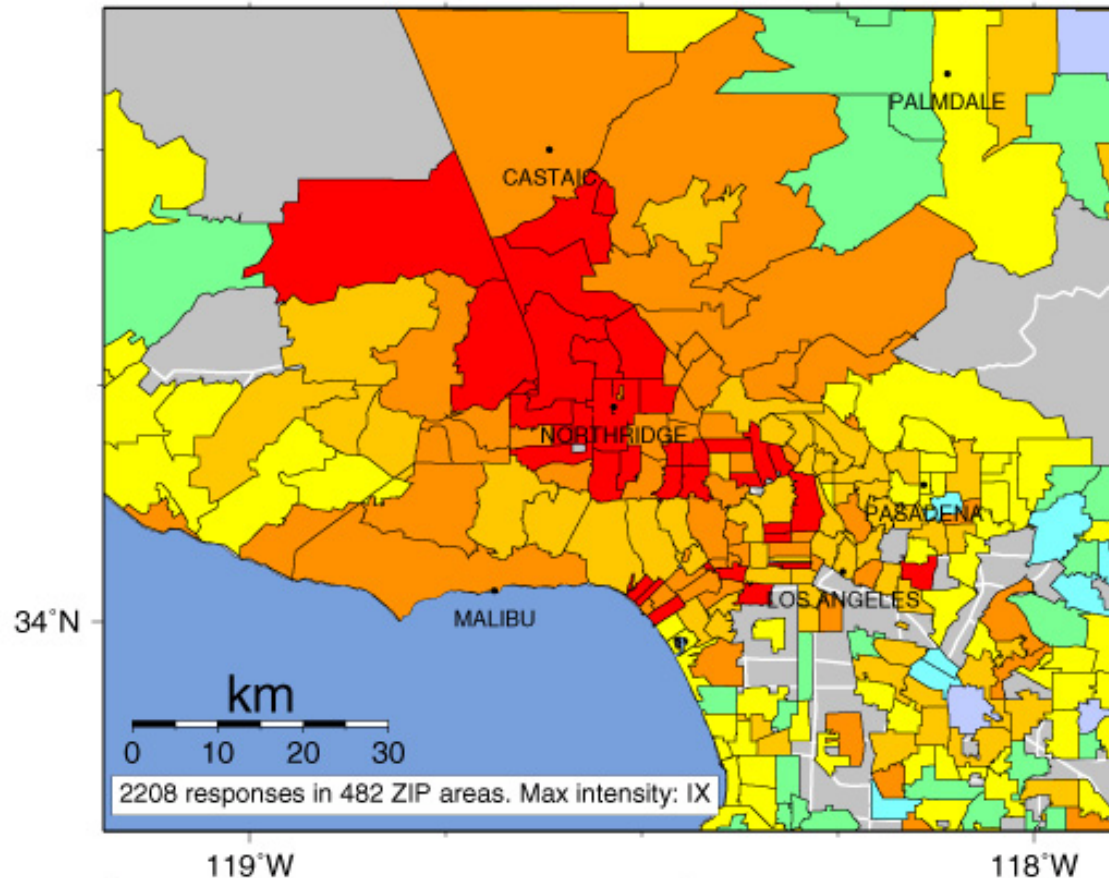 PALMDALE
CASTAIC
NORTHRIDGE
PASADENA
LOS ANGELES
MALIBU
34°N
km
0 10 20 30
2208 responses in 482 ZIP areas. Max intensity: IX
119°W 118°W